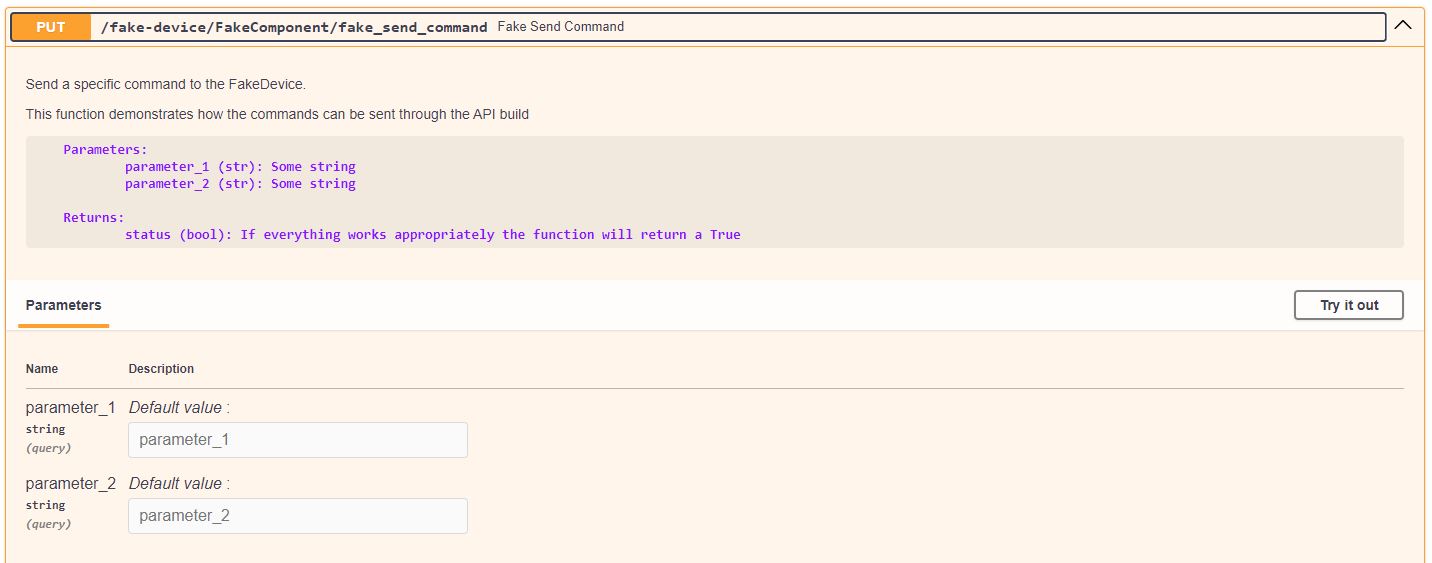 PUT /fake-device/FakeComponent/fake_send_command Fake Send Command
Send a specific command to the FakeDevice.
This function demonstrates how the commands can be sent through the API build
Parameters:
parameter_1 (str): Some string
parameter_2 (str): Some string
Returns:
status (bool): If everything works appropriately the function will return a True
Parameters Try it out
Name Description
parameter_1 Default value :
string
(query)
parameter_1
parameter_2 Default value :
string
(query)
parameter_2